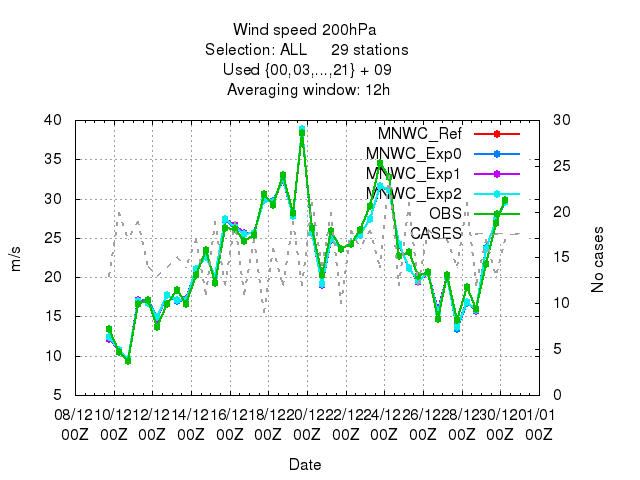 Wind speed 200hPa
Selection: ALL 29 stations
Used {00,03,...,21} + 09
Averaging window: 12h
40 30
MNWC_Ref
35 25
MNWC_Exp0
MNWC_Exp1
30 20
MNWC_Exp2
OBS
25 15
CASES
20 10
15 5
10
5 0
m/s
No cases
08/12 10/12 12/12 14/12 16/12 18/12 20/12 22/12 24/12 26/12 28/12 30/12 01/01
00Z 00Z 00Z 00Z 00Z 00Z 00Z 00Z 00Z 00Z 00Z 00Z 00Z
Date